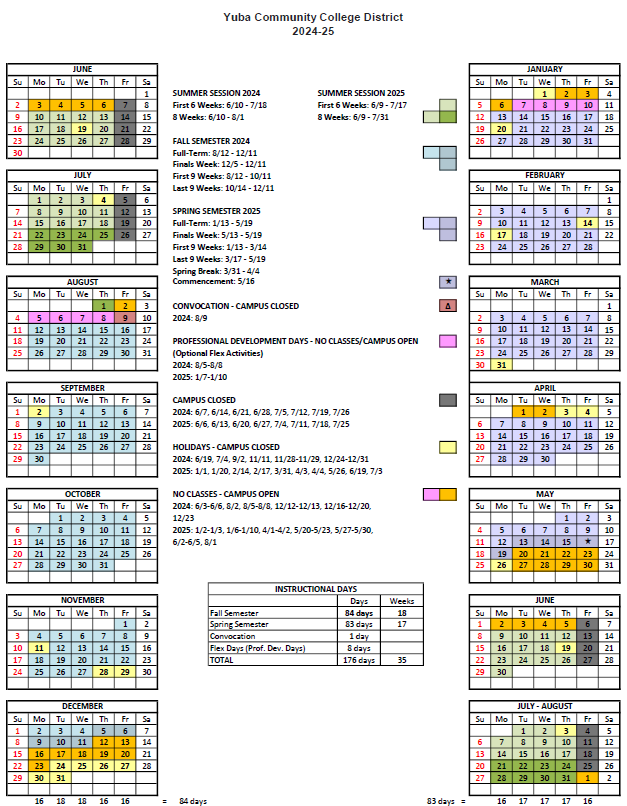 Yuba Community College District
2024-25
JUNE
Su Mo Tu We Th Fr Sa
1
2 3 4 5 6 7 8
9 10 11 12 13 14 15
16 17 18 19 20 21 22
23 24 25 26 27 28 29
30
JULY
Su Mo Tu We Th Fr Sa
1 2 3 4 5 6
7 8 9 10 11 12 13
14 15 16 17 18 19 20
21 22 23 24 25 26 27
28 29 30 31
AUGUST
Su Mo Tu We Th Fr Sa
1 2 3
4 5 6 7 8 9 10
11 12 13 14 15 16 17
18 19 20 21 22 23 24
25 26 27 28 29 30 31
SEPTEMBER
Su Mo Tu We Th Fr Sa
1 2 3 4 5 6 7
8 9 10 11 12 13 14
15 16 17 18 19 20 21
22 23 24 25 26 27 28
29 30
OCTOBER
Su Mo Tu We Th Fr Sa
1 2 3 4 5
6 7 8 9 10 11 12
13 14 15 16 17 18 19
20 21 22 23 24 25 26
27 28 29 30 31
NOVEMBER
Su Mo Tu We Th Fr Sa
1 2
3 4 5 6 7 8 9
10 11 12 13 14 15 16
17 18 19 20 21 22 23
24 25 26 27 28 29 30
DECEMBER
Su Mo Tu We Th Fr Sa
1 2 3 4 5 6 7
8 9 10 11 12 13 14
15 16 17 18 19 20 21
22 23 24 25 26 27 28
29 30 31
16 18 18 16 16 = 84 days
SUMMER SESSION 2024
First 6 Weeks: 6/10 - 7/18
8 Weeks: 6/10 - 8/1
SUMMER SESSION 2025
First 6 Weeks: 6/9 - 7/17
8 Weeks: 6/9 - 7/31
FALL SEMESTER 2024
Full-Term: 8/12 - 12/11
Finals Week: 12/5 - 12/11
First 9 Weeks: 8/12 - 10/11
Last 9 Weeks: 10/14 - 12/11
SPRING SEMESTER 2025
Full-Term: 1/13 - 5/19
Finals Week: 5/13 - 5/19
First 9 Weeks: 1/13 - 3/14
Last 9 Weeks: 3/17 - 5/19
Spring Break: 3/31 - 4/4
Commencement: 5/16 ★
CONVOCATION - CAMPUS CLOSED Δ
2024: 8/9
PROFESSIONAL DEVELOPMENT DAYS - NO CLASSES/CAMPUS OPEN
(Optional Flex Activities)
2024: 8/5-8/8
2025: 1/7-1/10
CAMPUS CLOSED
2024: 6/7, 6/14, 6/21, 6/28, 7/5, 7/12, 7/19, 7/26
2025: 6/6, 6/13, 6/20, 6/27, 7/4, 7/11, 7/18, 7/25
HOLIDAYS - CAMPUS CLOSED
2024: 6/19, 7/4, 9/2, 11/11, 11/28-11/29, 12/24-12/31
2025: 1/1, 1/20, 2/14, 2/17, 3/31, 4/3, 4/4, 5/26, 6/19, 7/3
NO CLASSES - CAMPUS OPEN
2024: 6/3-6/6, 8/2, 8/5-8/8, 12/12-12/13, 12/16-12/20,
12/23
2025: 1/2-1/3, 1/6-1/10, 4/1-4/2, 5/20-5/23, 5/27-5/30,
6/2-6/5, 8/1
INSTRUCTIONAL DAYS
Days Weeks
Fall Semester 84 days 18
Spring Semester 83 days 17
Convocation 1 day
Flex Days (Prof. Dev. Days) 8 days
TOTAL 176 days 35
JANUARY
Su Mo Tu We Th Fr Sa
1 2 3 4
5 6 7 8 9 10 11
12 13 14 15 16 17 18
19 20 21 22 23 24 25
26 27 28 29 30 31
FEBRUARY
Su Mo Tu We Th Fr Sa
1
2 3 4 5 6 7 8
9 10 11 12 13 14 15
16 17 18 19 20 21 22
23 24 25 26 27 28
MARCH
Su Mo Tu We Th Fr Sa
1
2 3 4 5 6 7 8
9 10 11 12 13 14 15
16 17 18 19 20 21 22
23 24 25 26 27 28 29
30 31
APRIL
Su Mo Tu We Th Fr Sa
1 2 3 4 5
6 7 8 9 10 11 12
13 14 15 16 17 18 19
20 21 22 23 24 25 26
27 28 29 30
MAY
Su Mo Tu We Th Fr Sa
1 2 3
4 5 6 7 8 9 10
11 12 13 14 15 ★ 17
18 19 20 21 22 23 24
25 26 27 28 29 30 31
JUNE
Su Mo Tu We Th Fr Sa
1 2 3 4 5 6 7
8 9 10 11 12 13 14
15 16 17 18 19 20 21
22 23 24 25 26 27 28
29 30
JULY - AUGUST
Su Mo Tu We Th Fr Sa
1 2 3 4 5
6 7 8 9 10 11 12
13 14 15 16 17 18 19
20 21 22 23 24 25 26
27 28 29 30 31 1 2
83 days = 16 17 17 17 16